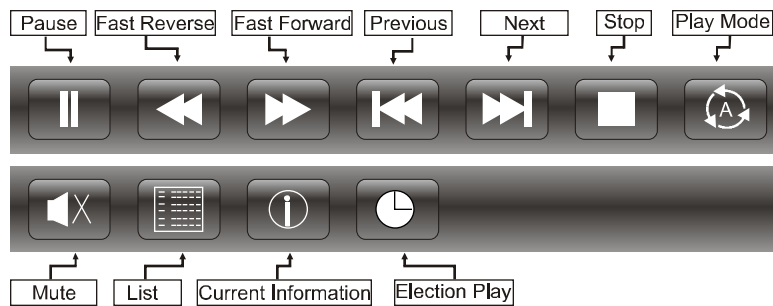 Pause Fast Reverse Fast Forward Previous Next Stop Play Mode
A
i
Mute List Current Information Election Play